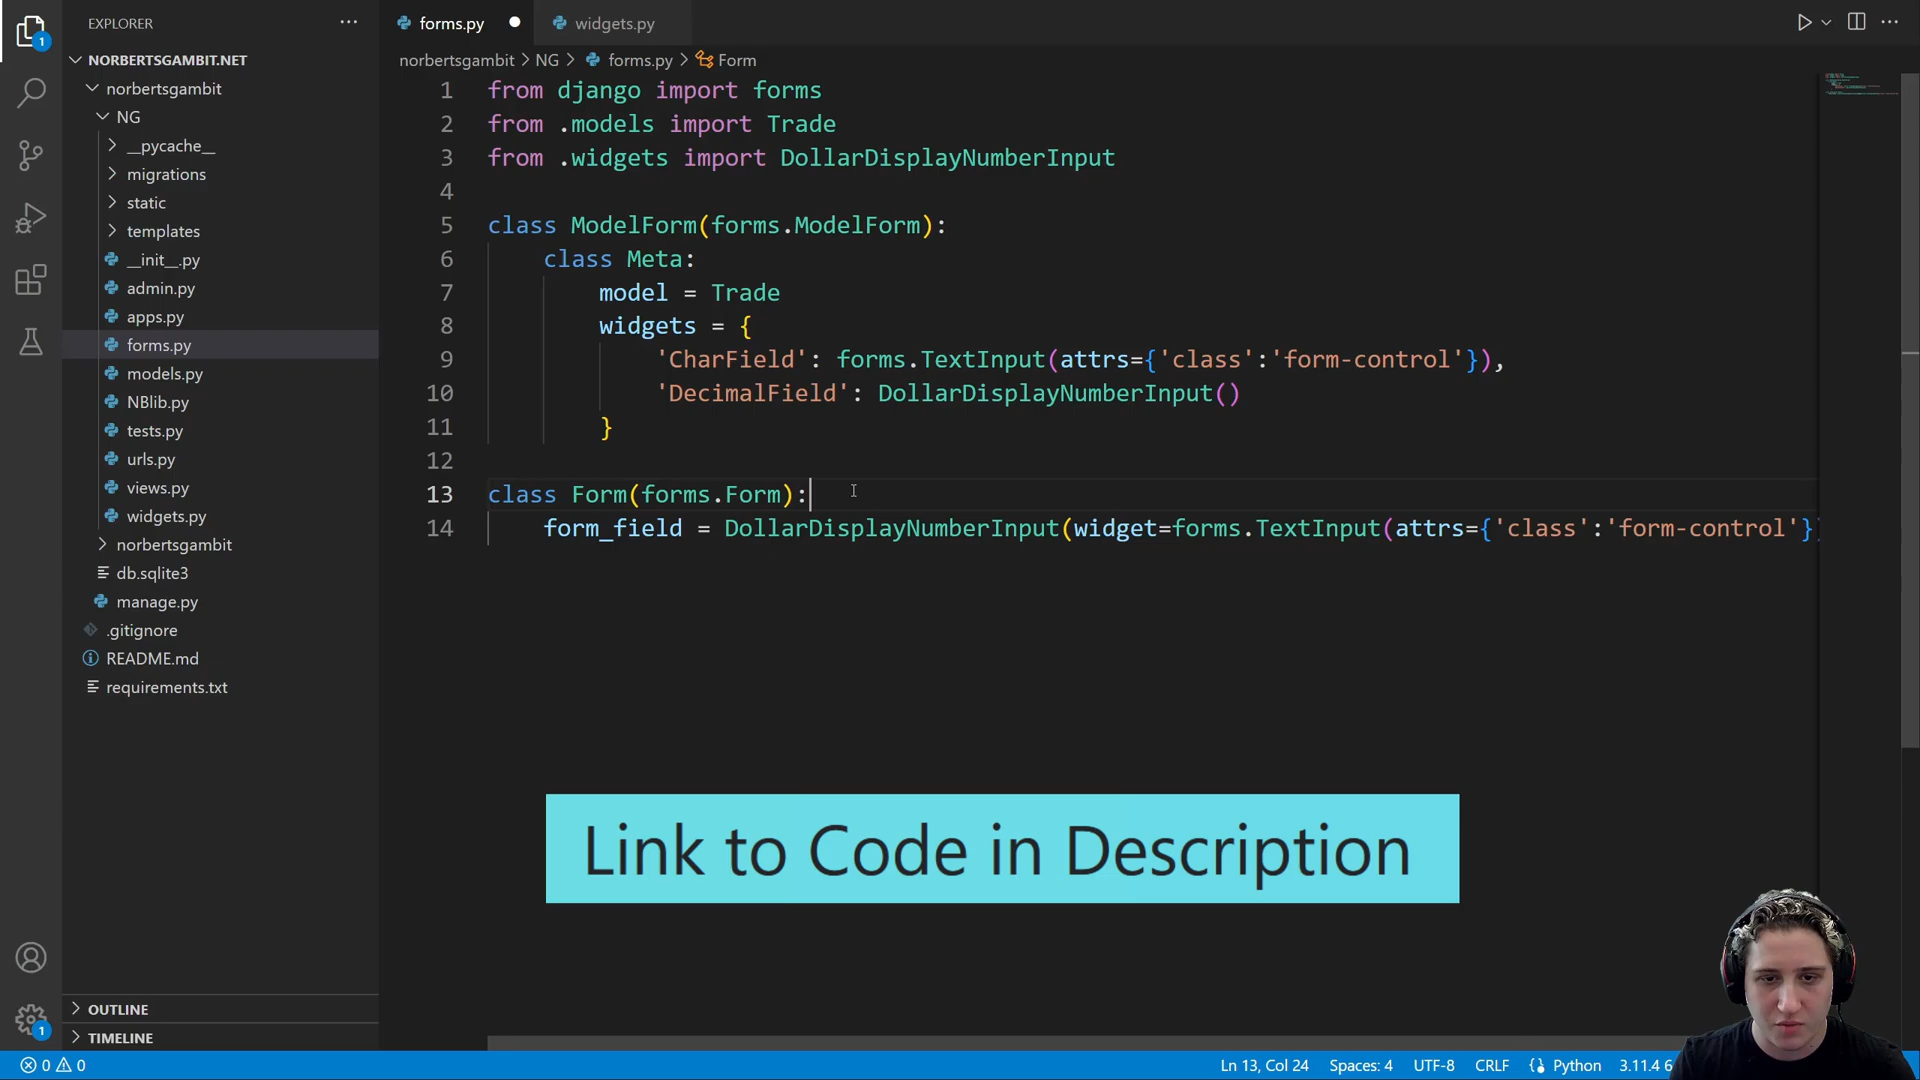 EXPLORER
NORBERTSGAMBIT.NET
norbertsgambit
NG
__pycache__
migrations
static
templates
__init__.py
admin.py
apps.py
forms.py
models.py
NBlib.py
tests.py
urls.py
views.py
widgets.py
norbertsgambit
db.sqlite3
manage.py
.gitignore
README.md
requirements.txt
OUTLINE
TIMELINE
1
1
forms.py
widgets.py
norbertsgambit > NG > forms.py > Form
1 from django import forms
2 from .models import Trade
3 from .widgets import DollarDisplayNumberInput
4
5 class ModelForm(forms.ModelForm):
6 class Meta:
7 model = Trade
8 widgets = {
9 'CharField': forms.TextInput(attrs={'class':'form-control'}),
10 'DecimalField': DollarDisplayNumberInput()
11 }
12
13 class Form(forms.Form):
14 form_field = DollarDisplayNumberInput(widget=forms.TextInput(attrs={'class':'form-control'}
Link to Code in Description
0 0
Ln 13, Col 24 Spaces: 4 UTF-8 CRLF Python 3.11.4 6